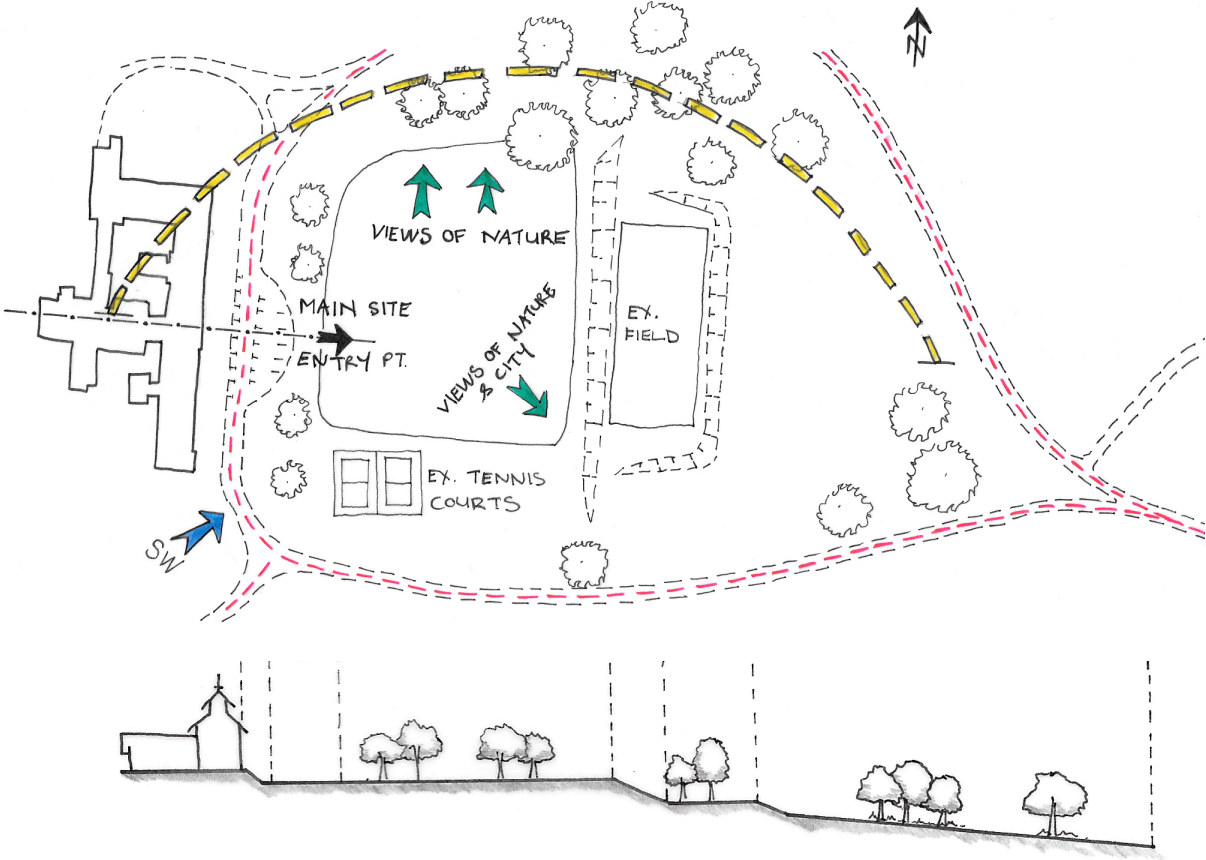 N
VIEWS OF NATURE
MAIN SITE
ENTRY PT.
VIEWS OF NATURE
& CITY
EX.
FIELD
EX. TENNIS
COURTS
SW